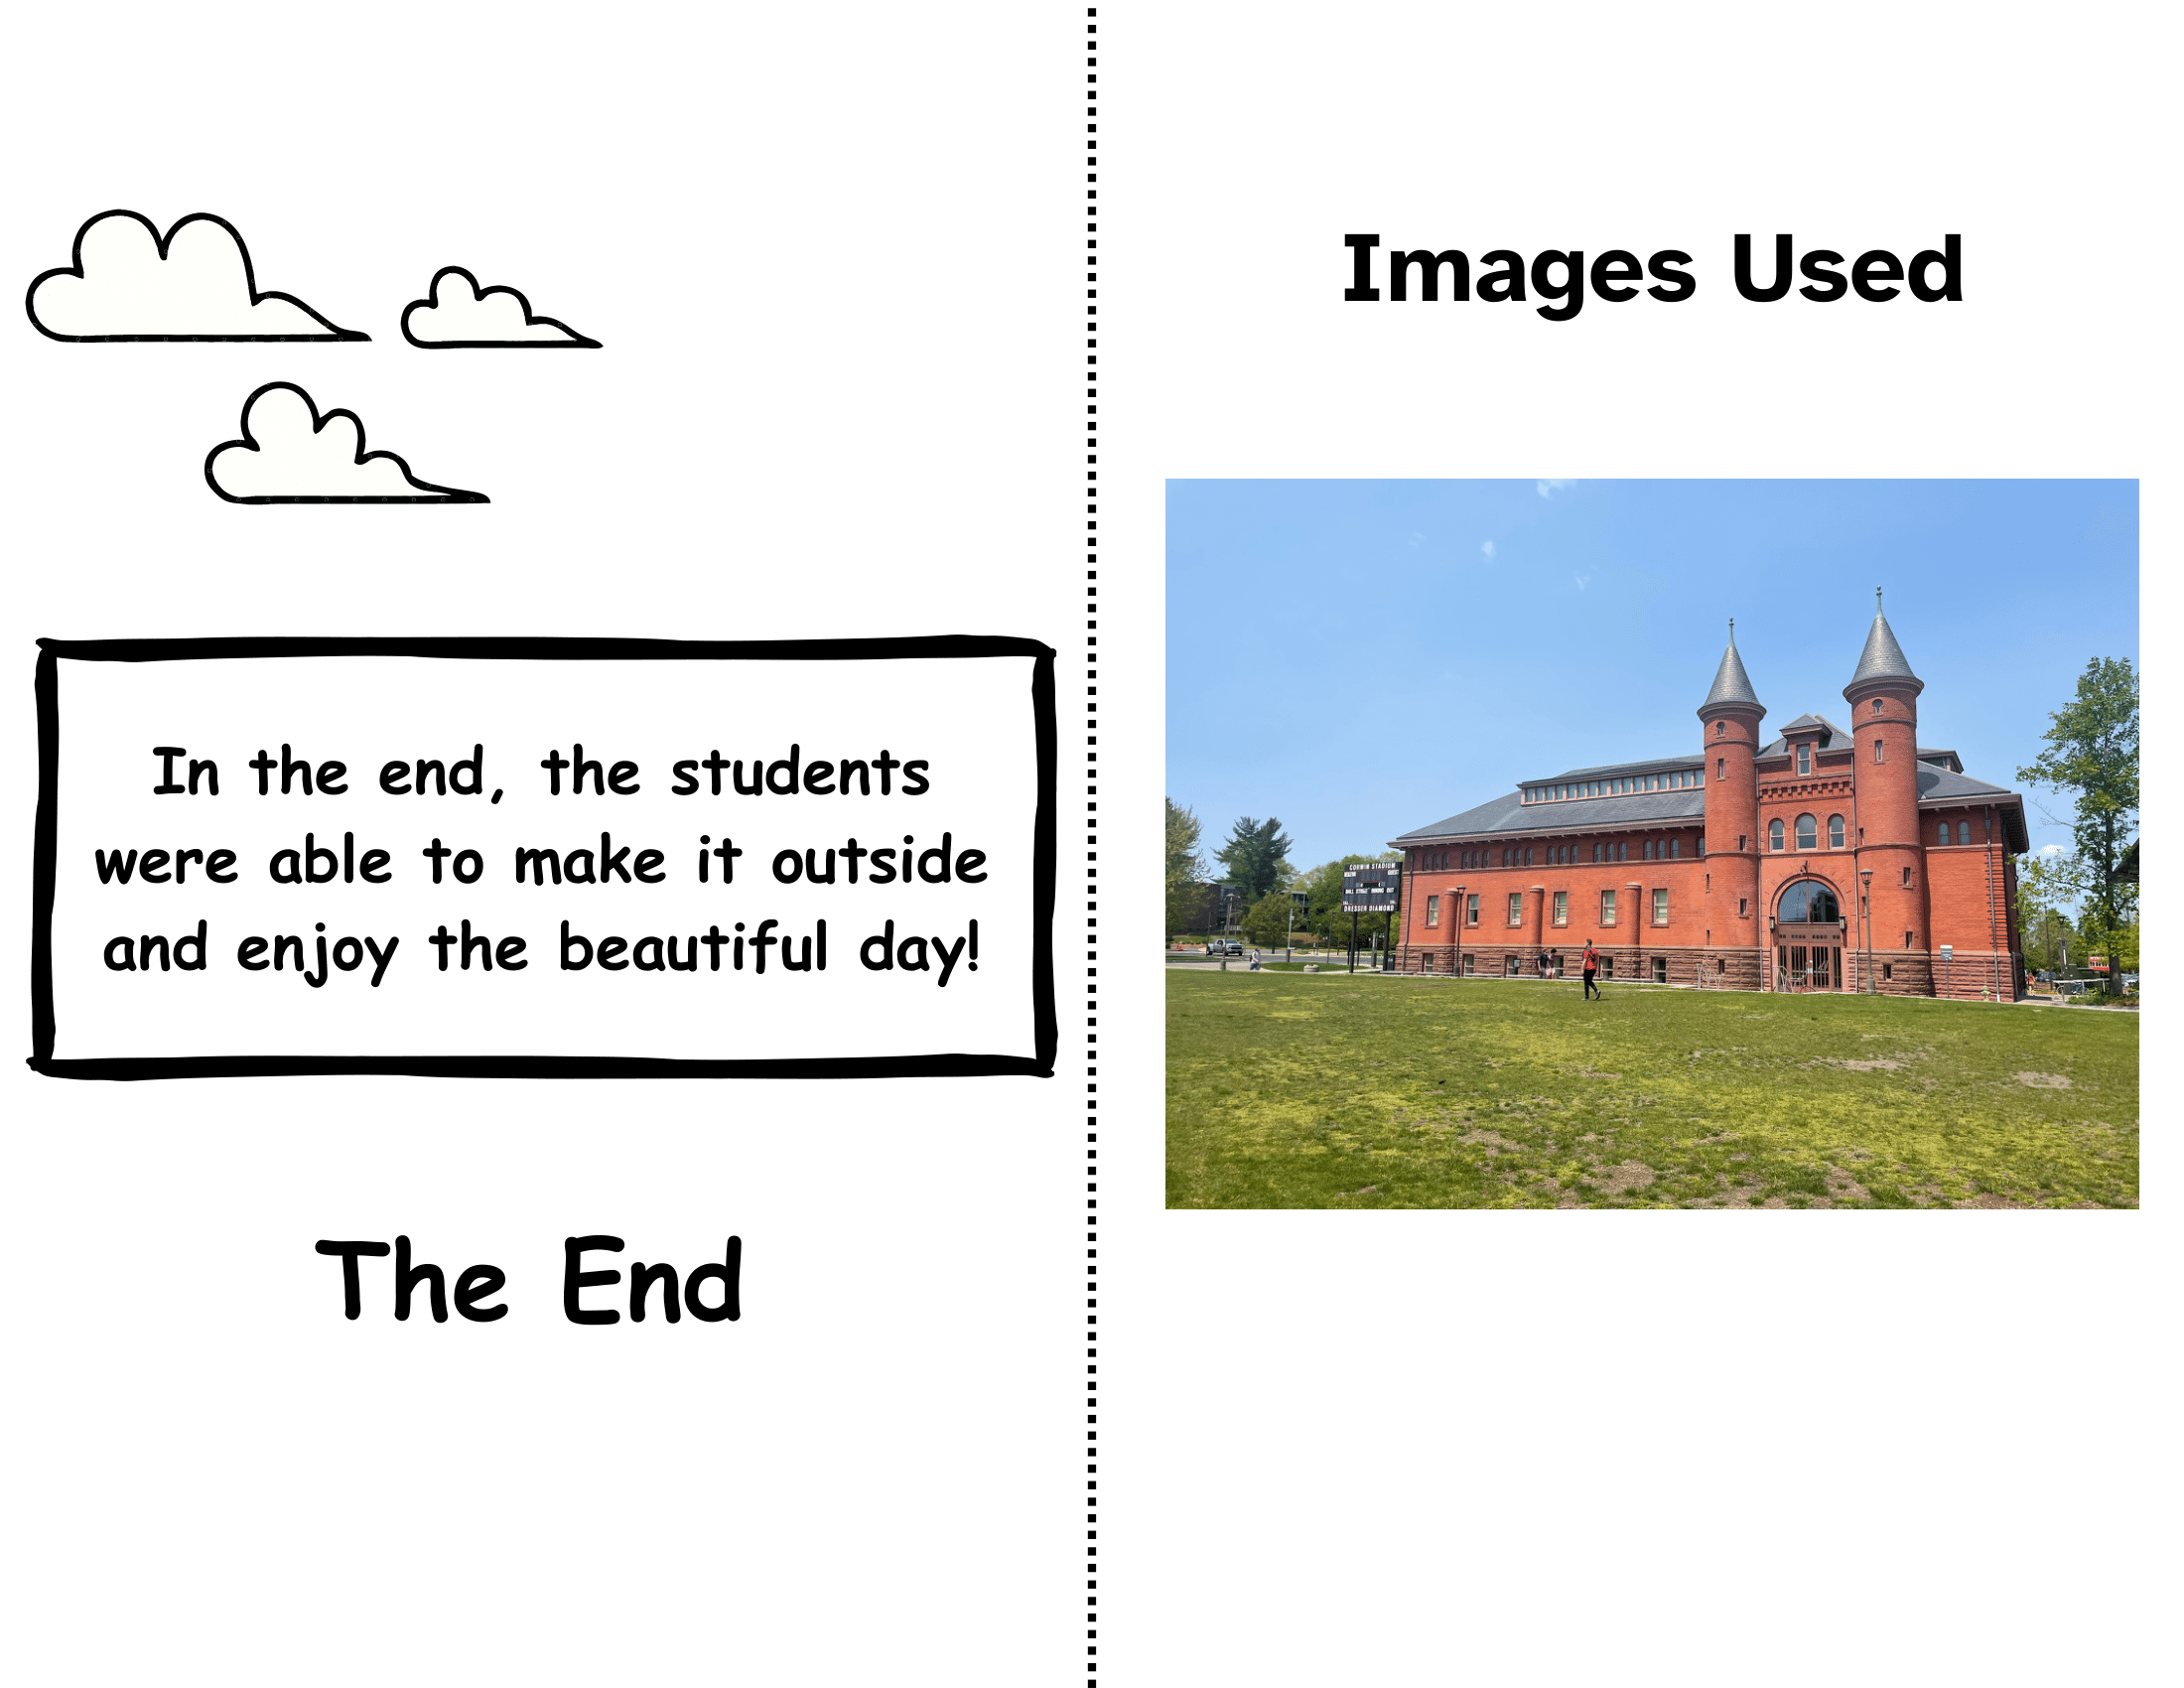 In the end, the students
were able to make it outside
and enjoy the beautiful day!
The End
Images Used
CORWIN STADIUM
DRESSER DIAMOND